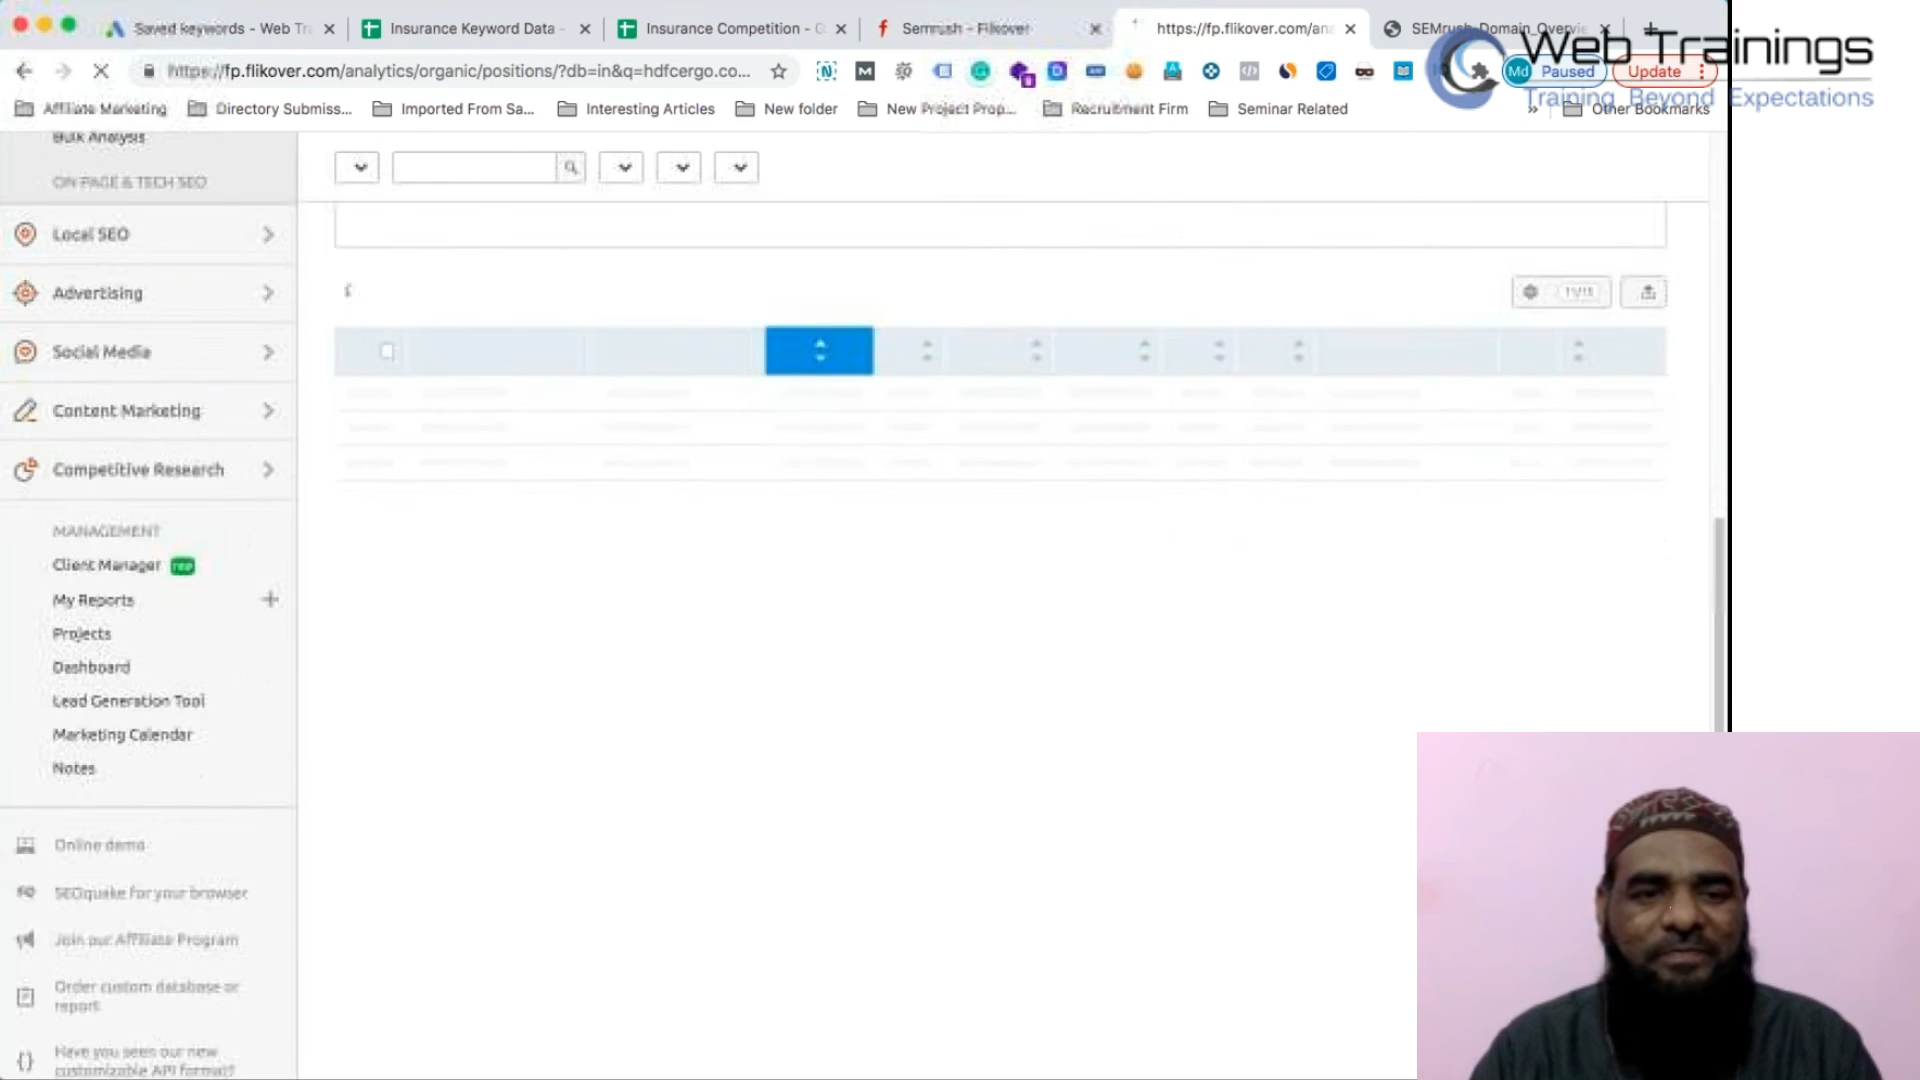 Saved keywords - Web Tra
Insurance Keyword Data -
Insurance Competition - G
Semrush - Flikover
https://fp.flikover.com/ana
SEMrush-Domain_Overvie
Web Trainings
Training Beyond Expectations
https://fp.flikover.com/analytics/organic/positions/?db=in&q=hdfcergo.co...
Md
Paused
Update
Affiliate Marketing
Directory Submiss...
Imported From Sa...
Interesting Articles
New folder
New Project Prop...
Recruitment Firm
Seminar Related
»
Other Bookmarks
Bulk Analysis
ON PAGE & TECH SEO
Local SEO
Advertising
Social Media
Content Marketing
Competitive Research
MANAGEMENT
Client Manager
My Reports
Projects
Dashboard
Lead Generation Tool
Marketing Calendar
Notes
Online demo
SEOquake for your browser
Join our Affiliate Program
Order custom database or
report
Have you seen our new
customizable API format?